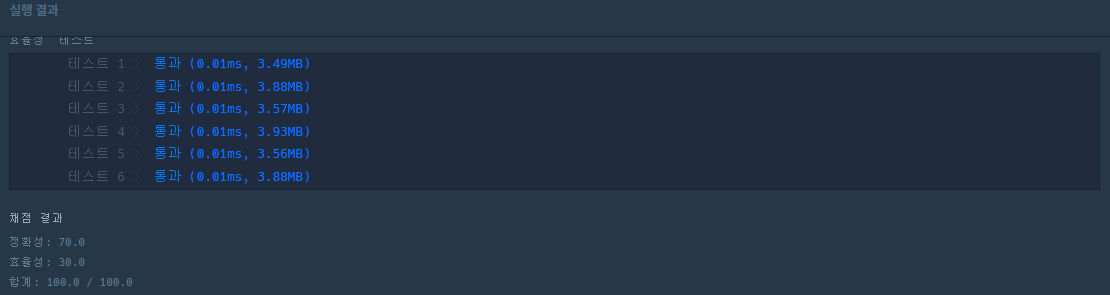 실행 결과
효율성 테스트
테스트 1 〉 통과 (0.01ms, 3.49MB)
테스트 2 〉 통과 (0.01ms, 3.88MB)
테스트 3 〉 통과 (0.01ms, 3.57MB)
테스트 4 〉 통과 (0.01ms, 3.93MB)
테스트 5 〉 통과 (0.01ms, 3.56MB)
테스트 6 〉 통과 (0.01ms, 3.88MB)
채점 결과
정확성: 70.0
효율성: 30.0
합계: 100.0 / 100.0